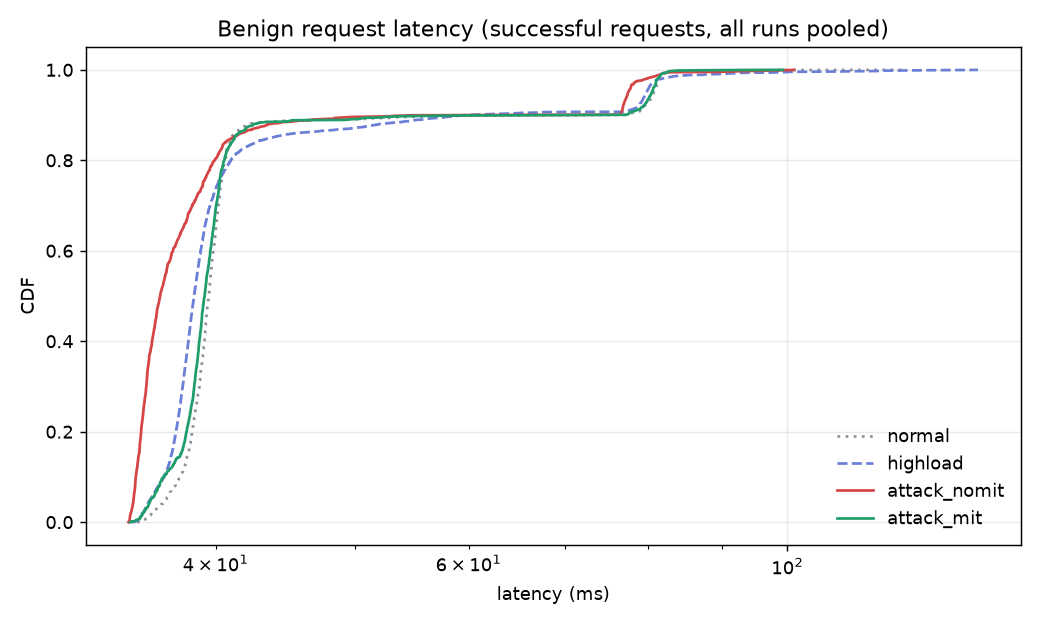 Benign request latency (successful requests, all runs pooled)
1.0
0.8
0.6
0.4
0.2
0.0
CDF
normal
highload
attack_nomit
attack_mit
4 × 10¹
6 × 10¹
10²
latency (ms)